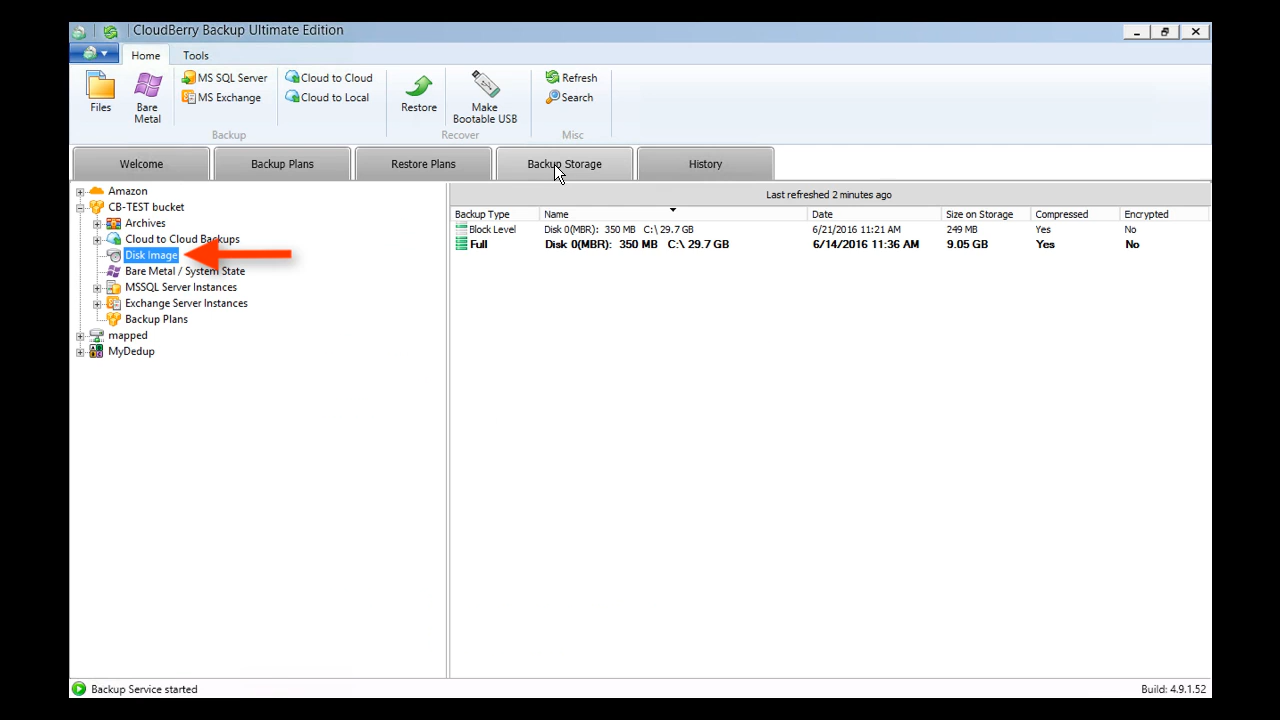 CloudBerry Backup Ultimate Edition
Home Tools
Files
Bare Metal
MS SQL Server
MS Exchange
Backup
Cloud to Cloud
Cloud to Local
Restore
Make Bootable USB
Recover
Refresh
Search
Misc
Welcome Backup Plans Restore Plans Backup Storage History
Amazon
CB-TEST bucket
Archives
Cloud to Cloud Backups
Disk Image
Bare Metal / System State
MSSQL Server Instances
Exchange Server Instances
Backup Plans
mapped
MyDedup
Last refreshed 2 minutes ago
Backup Type Name Date Size on Storage Compressed Encrypted
Block Level Disk 0(MBR): 350 MB C:\ 29.7 GB 6/21/2016 11:21 AM 249 MB Yes No
Full Disk 0(MBR): 350 MB C:\ 29.7 GB 6/14/2016 11:36 AM 9.05 GB Yes No
Backup Service started
Build: 4.9.1.52